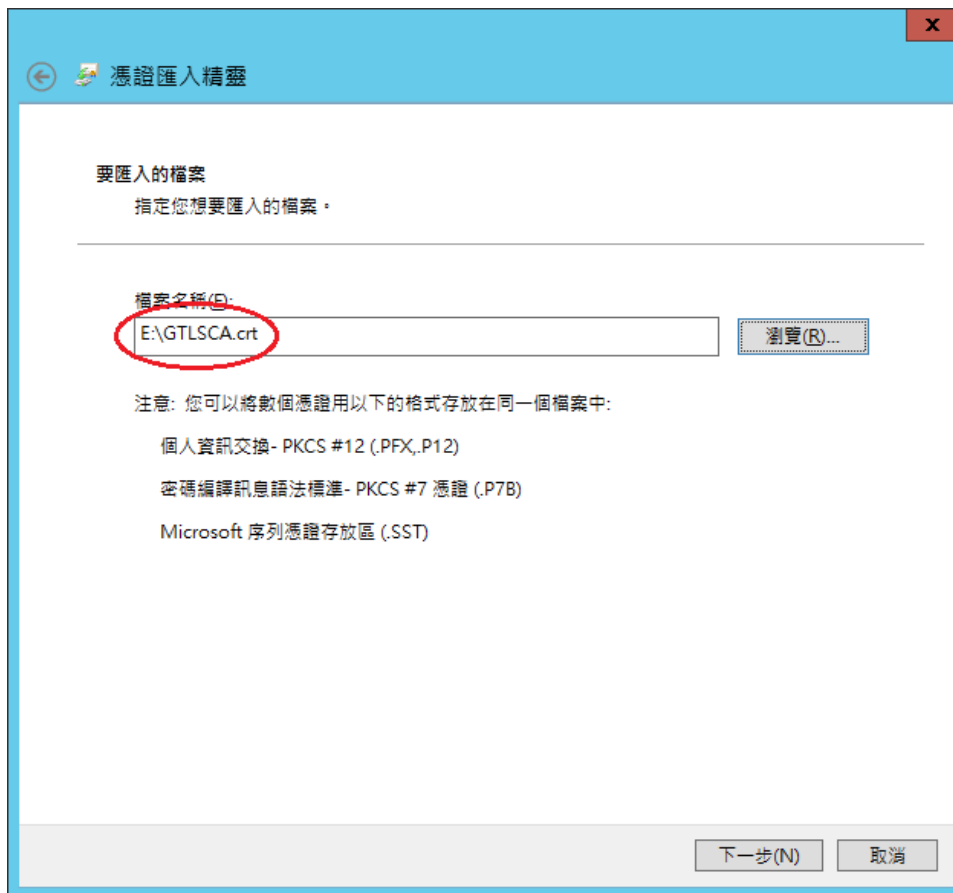 x
憑證匯入精靈
要匯入的檔案
指定您想要匯入的檔案。
檔案名稱(F):
E:\GTLSCA.crt
瀏覽(R)...
注意: 您可以將數個憑證用以下的格式存放在同一個檔案中:
個人資訊交換- PKCS #12 (.PFX,.P12)
密碼編譯訊息語法標準- PKCS #7 憑證 (.P7B)
Microsoft 序列憑證存放區 (.SST)
下一步(N)
取消